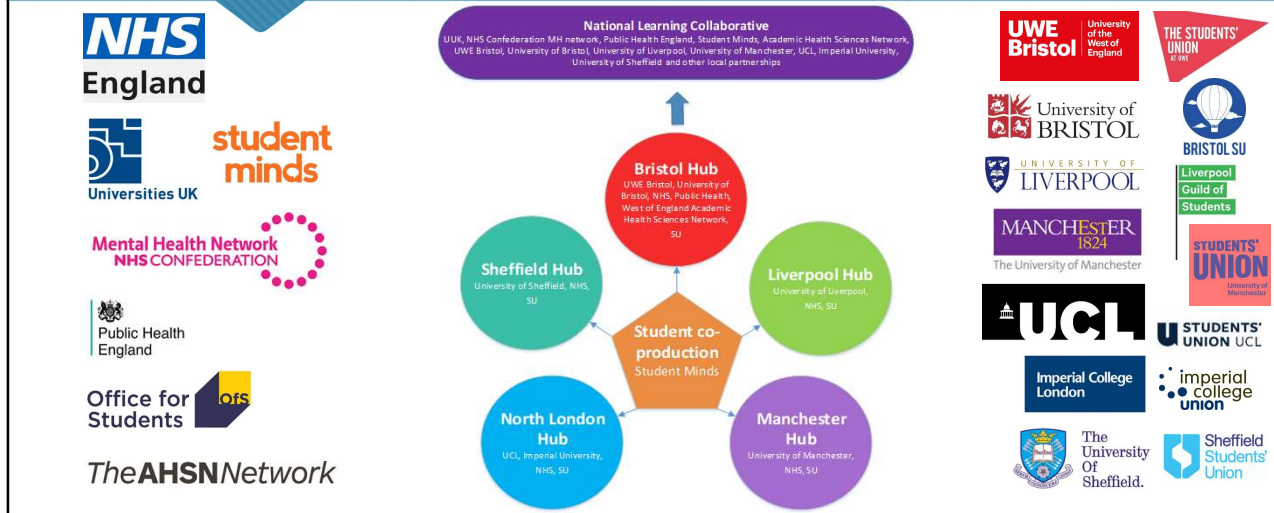 NHS
England
Universities UK
student
minds
Mental Health Network
NHS CONFEDERATION
Public Health
England
Office for
Students
OfS
TheAHSNNetwork
National Learning Collaborative
UUK, NHS Confederation MH network, Public Health England, Student Minds, Academic Health Sciences Network,
UWE Bristol, University of Bristol, University of Liverpool, University of Manchester, UCL, Imperial University,
University of Sheffield and other local partnerships
Bristol Hub
UWE Bristol, University of
Bristol, NHS, Public Health,
West of England Academic
Health Sciences Network,
SU
Sheffield Hub
University of Sheffield, NHS,
SU
Liverpool Hub
University of Liverpool,
NHS, SU
Student co-
production
Student Minds
North London
Hub
UCL, Imperial University,
NHS, SU
Manchester
Hub
University of Manchester,
NHS, SU
UWE
Bristol
University
of the
West of
England
THE STUDENTS'
UNION
AT UWE
University of
BRISTOL
BRISTOL SU
UNIVERSITY OF
LIVERPOOL
Liverpool
Guild of
Students
MANCHESTER
1824
The University of Manchester
STUDENTS'
UNION
University of
Manchester
UCL
STUDENTS'
UNION UCL
Imperial College
London
imperial
college
union
The
University
Of
Sheffield.
Sheffield
Students'
Union